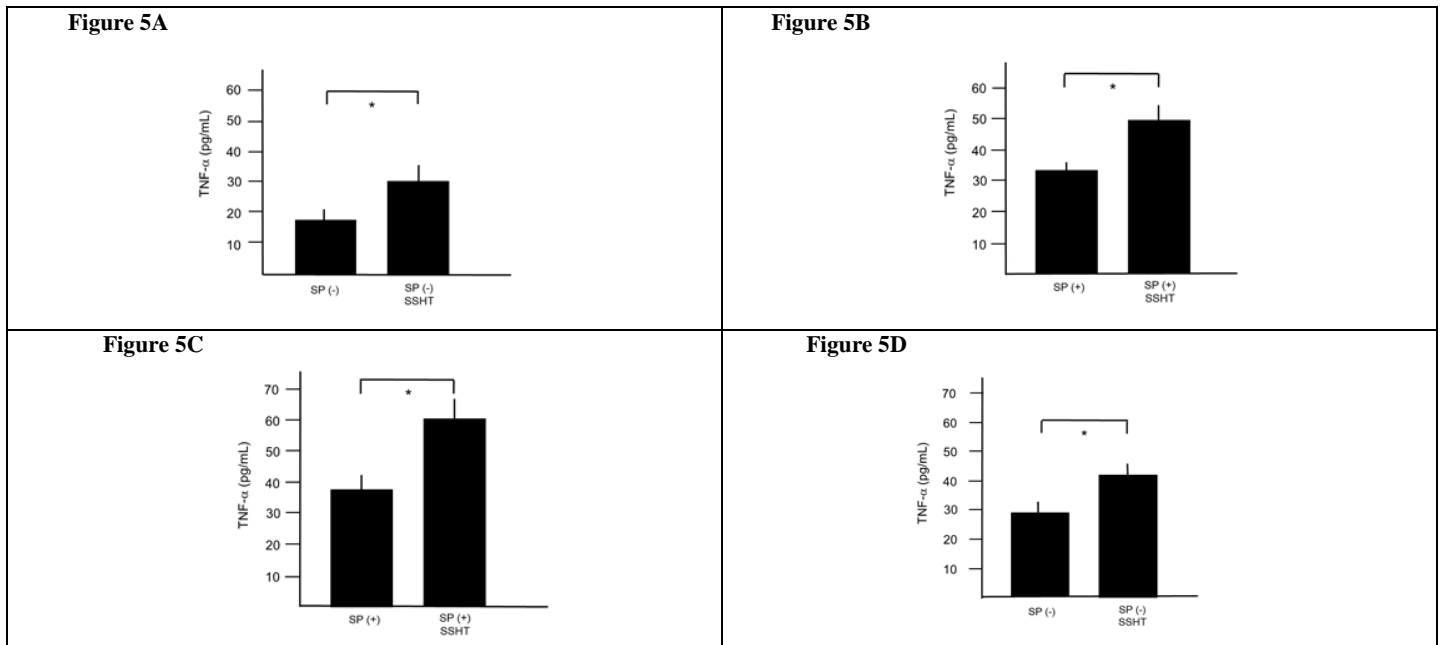 Figure 5A
TNF-α (pg/mL)
60
50
40
30
20
10
*
SP (-)
SP (-)
SSHT
Figure 5B
TNF-α (pg/mL)
60
50
40
30
20
10
*
SP (+)
SP (+)
SSHT
Figure 5C
TNF-α (pg/mL)
70
60
50
40
30
20
10
*
SP (+)
SP (+)
SSHT
Figure 5D
TNF-α (pg/mL)
70
60
50
40
30
20
10
*
SP (-)
SP (-)
SSHT